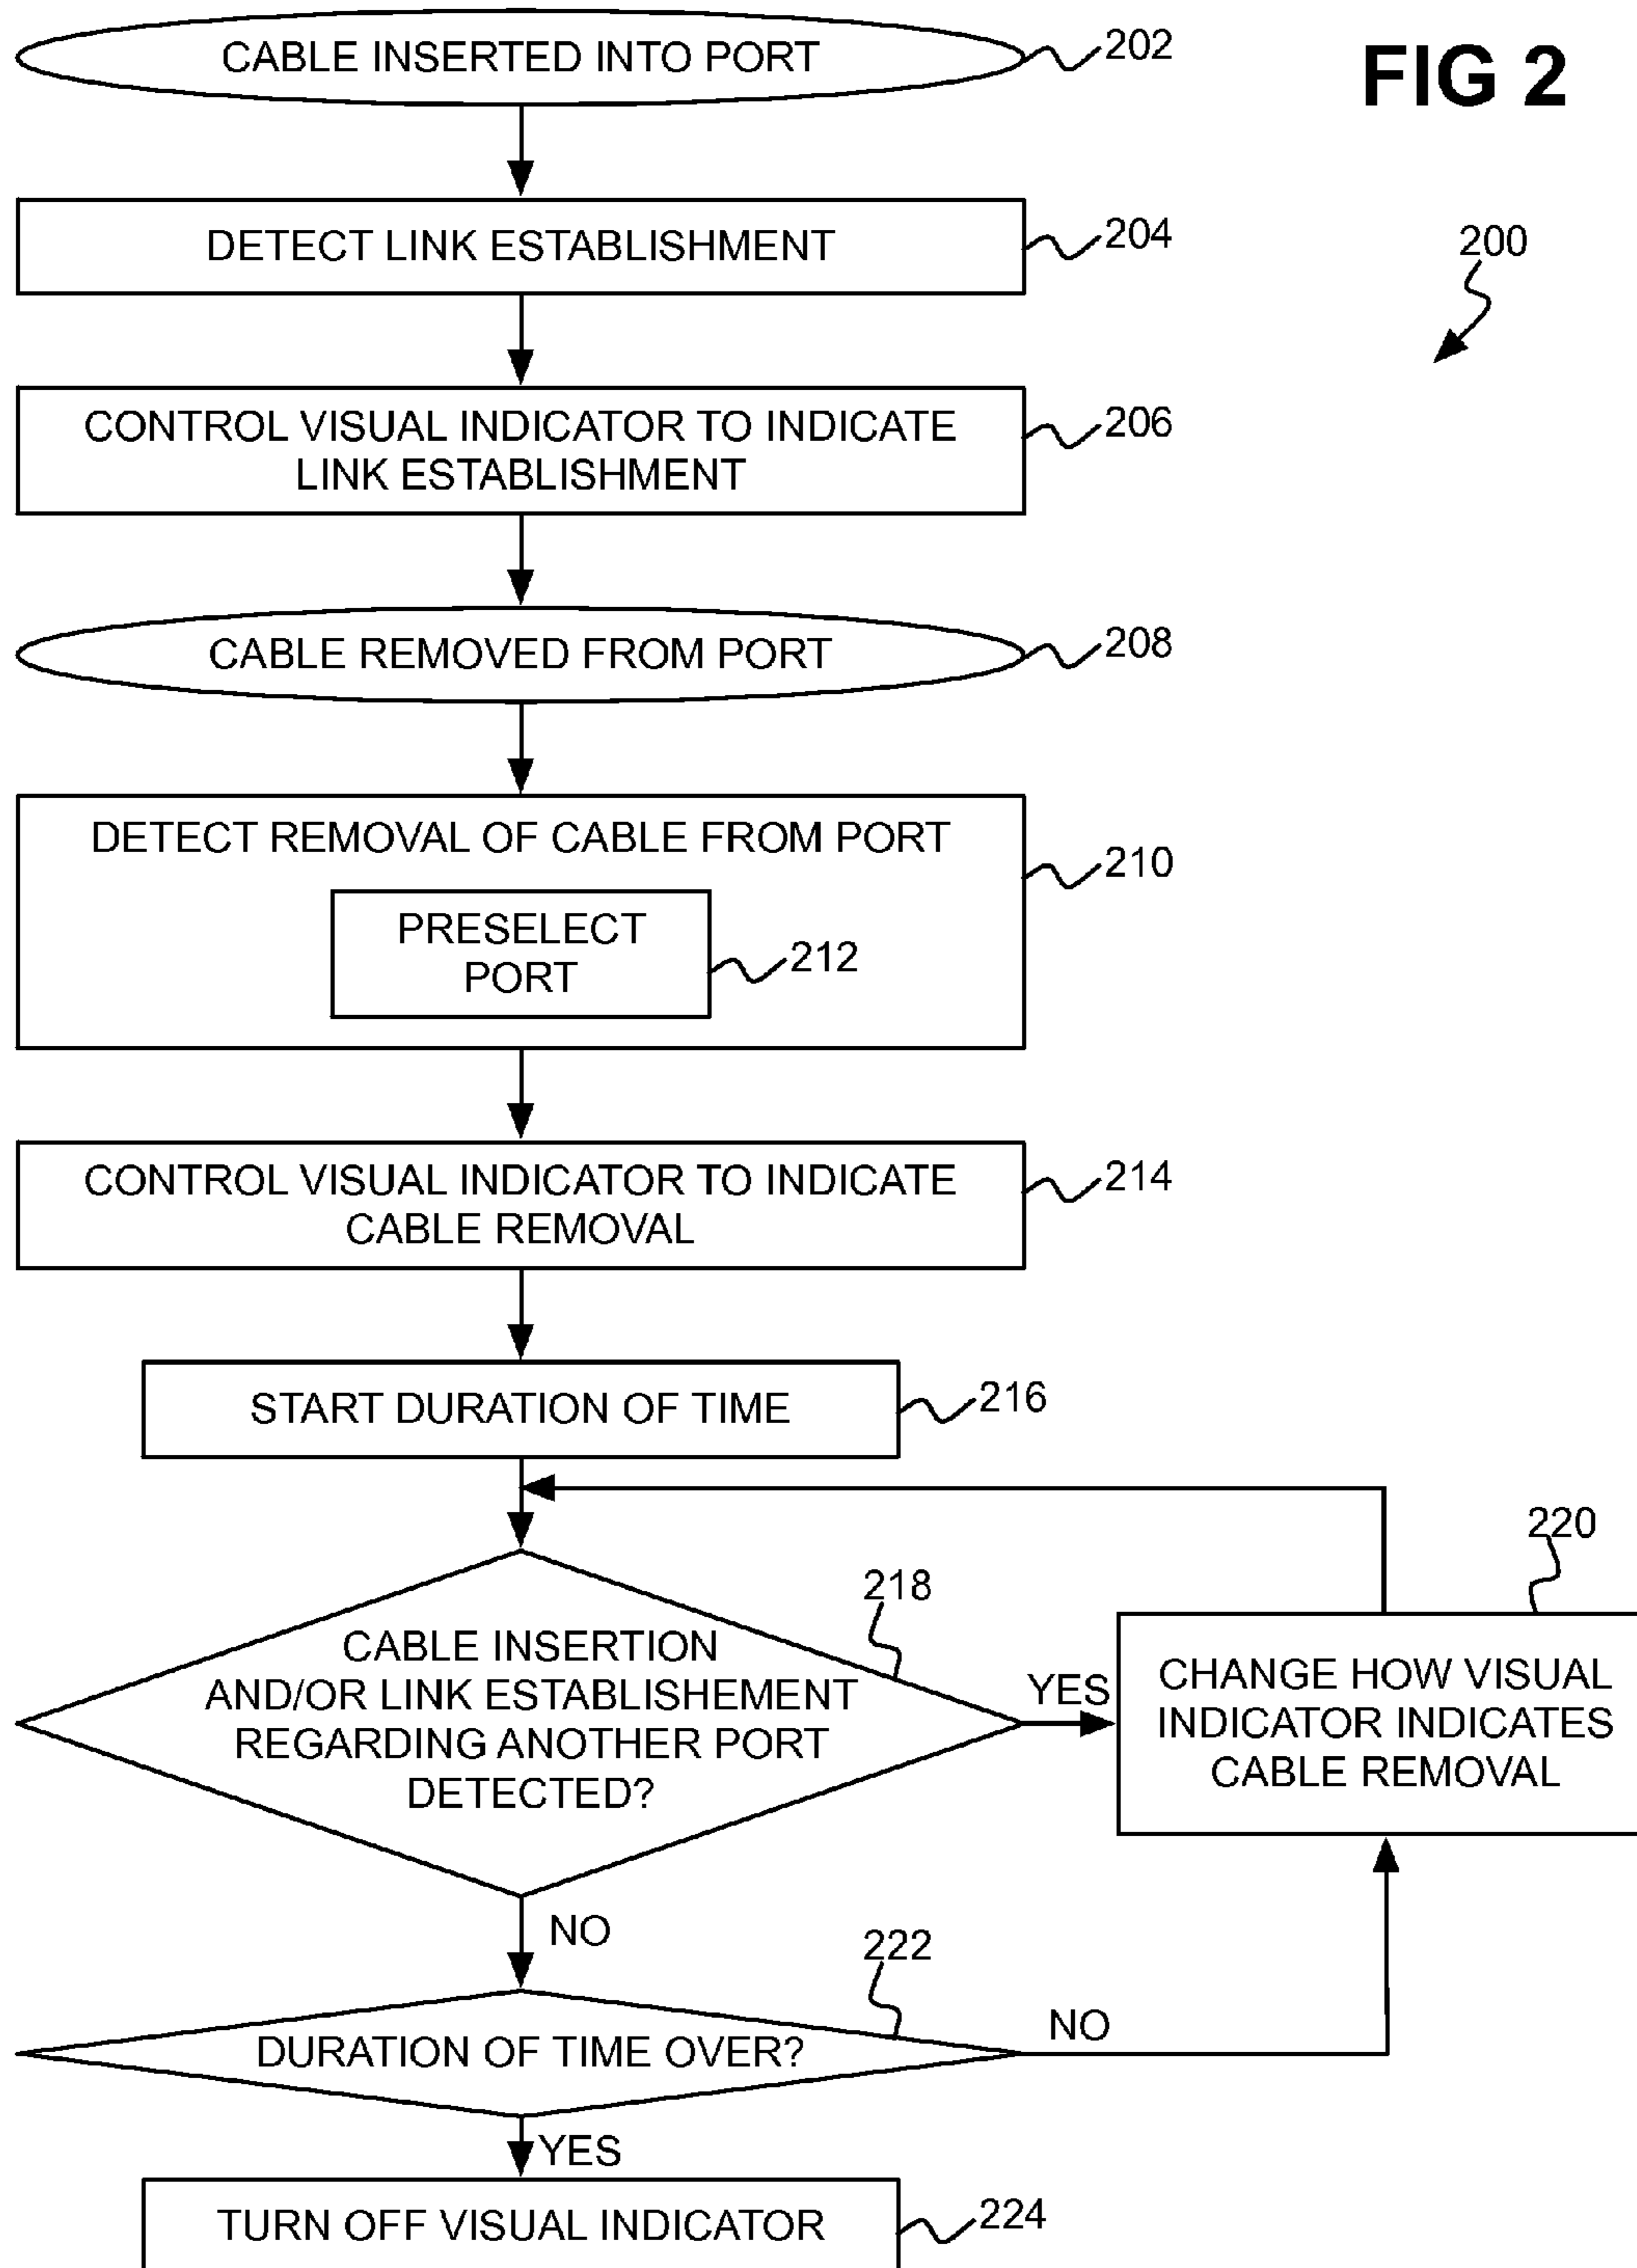 CABLE INSERTED INTO PORT
202
FIG 2
DETECT LINK ESTABLISHMENT
204
200
CONTROL VISUAL INDICATOR TO INDICATE
LINK ESTABLISHMENT
206
CABLE REMOVED FROM PORT
208
DETECT REMOVAL OF CABLE FROM PORT
210
PRESELECT
PORT
212
CONTROL VISUAL INDICATOR TO INDICATE
CABLE REMOVAL
214
START DURATION OF TIME
216
CABLE INSERTION
AND/OR LINK ESTABLISHEMENT
REGARDING ANOTHER PORT
DETECTED?
218
YES
220
CHANGE HOW VISUAL
INDICATOR INDICATES
CABLE REMOVAL
NO
222
DURATION OF TIME OVER?
NO
YES
TURN OFF VISUAL INDICATOR
224